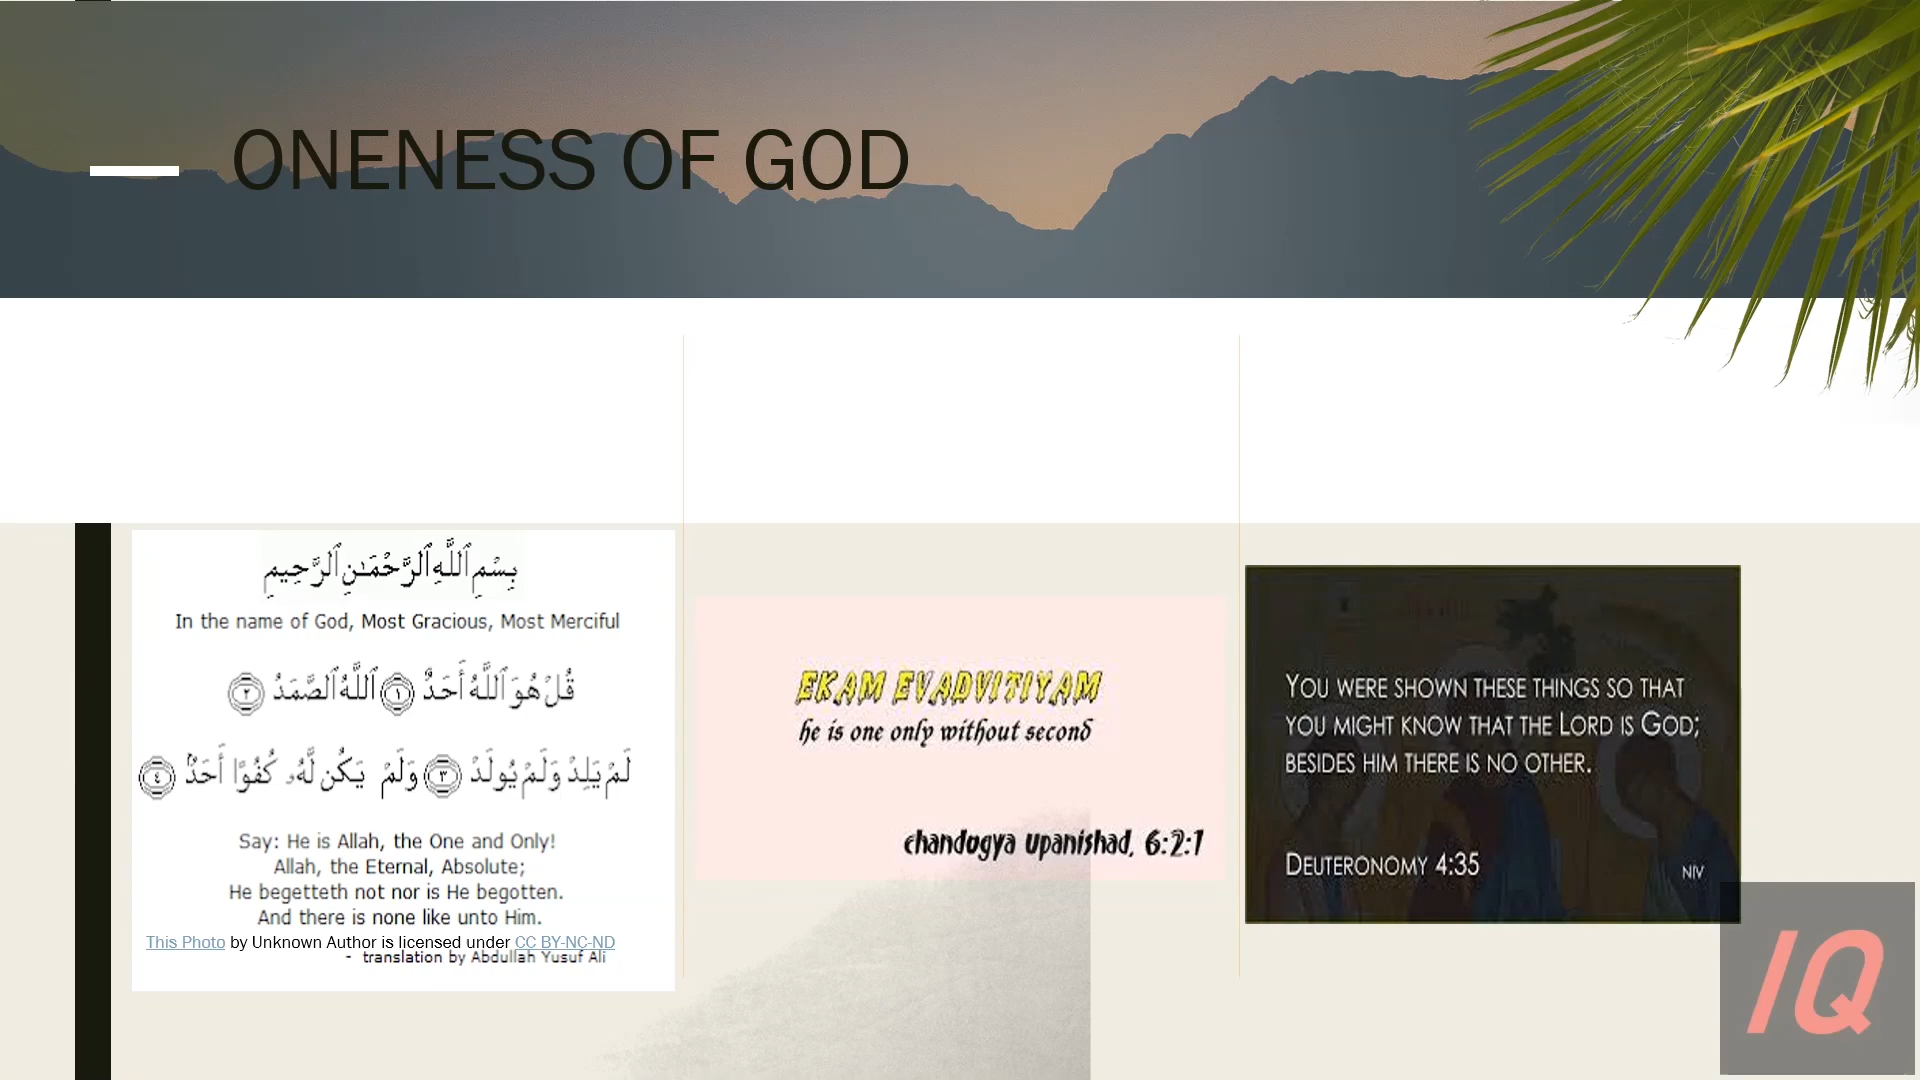 ONENESS OF GOD
بِسْمِ ٱللَّهِ ٱلرَّحْمَـٰنِ ٱلرَّحِيمِ
In the name of God, Most Gracious, Most Merciful
قُلْ هُوَ ٱللَّهُ أَحَدٌ ١ ٱللَّهُ ٱلصَّمَدُ ٢
لَمْ يَلِدْ وَلَمْ يُولَدْ ٣ وَلَمْ يَكُن لَّهُۥ كُفُوًا أَحَدٌۢ ٤
Say: He is Allah, the One and Only!
Allah, the Eternal, Absolute;
He begetteth not nor is He begotten.
And there is none like unto Him.
This Photo by Unknown Author is licensed under CC BY-NC-ND
- translation by Abdullah Yusuf Ali
EKAM EVADVITIYAM
he is one only without second
chandogya upanishad, 6:2:1
YOU WERE SHOWN THESE THINGS SO THAT
YOU MIGHT KNOW THAT THE LORD IS GOD;
BESIDES HIM THERE IS NO OTHER.
DEUTERONOMY 4:35
NIV
IQ